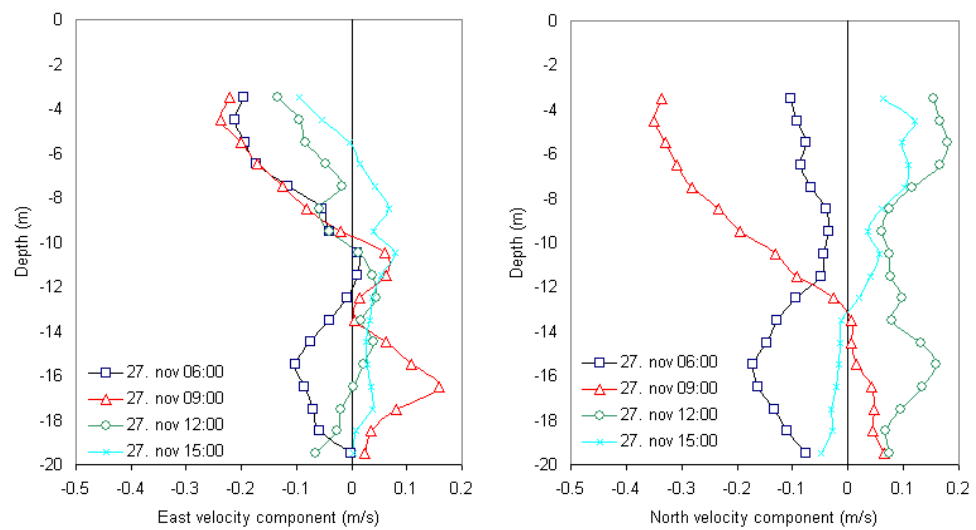 0
-2
-4
-6
-8
-10
-12
-14
-16
-18
-20
Depth (m)
27. nov 06:00
27. nov 09:00
27. nov 12:00
27. nov 15:00
-0.5 -0.4 -0.3 -0.2 -0.1 0 0.1 0.2
East velocity component (m/s)
0
-2
-4
-6
-8
-10
-12
-14
-16
-18
-20
Depth (m)
27. nov 06:00
27. nov 09:00
27. nov 12:00
27. nov 15:00
-0.5 -0.4 -0.3 -0.2 -0.1 0 0.1 0.2
North velocity component (m/s)